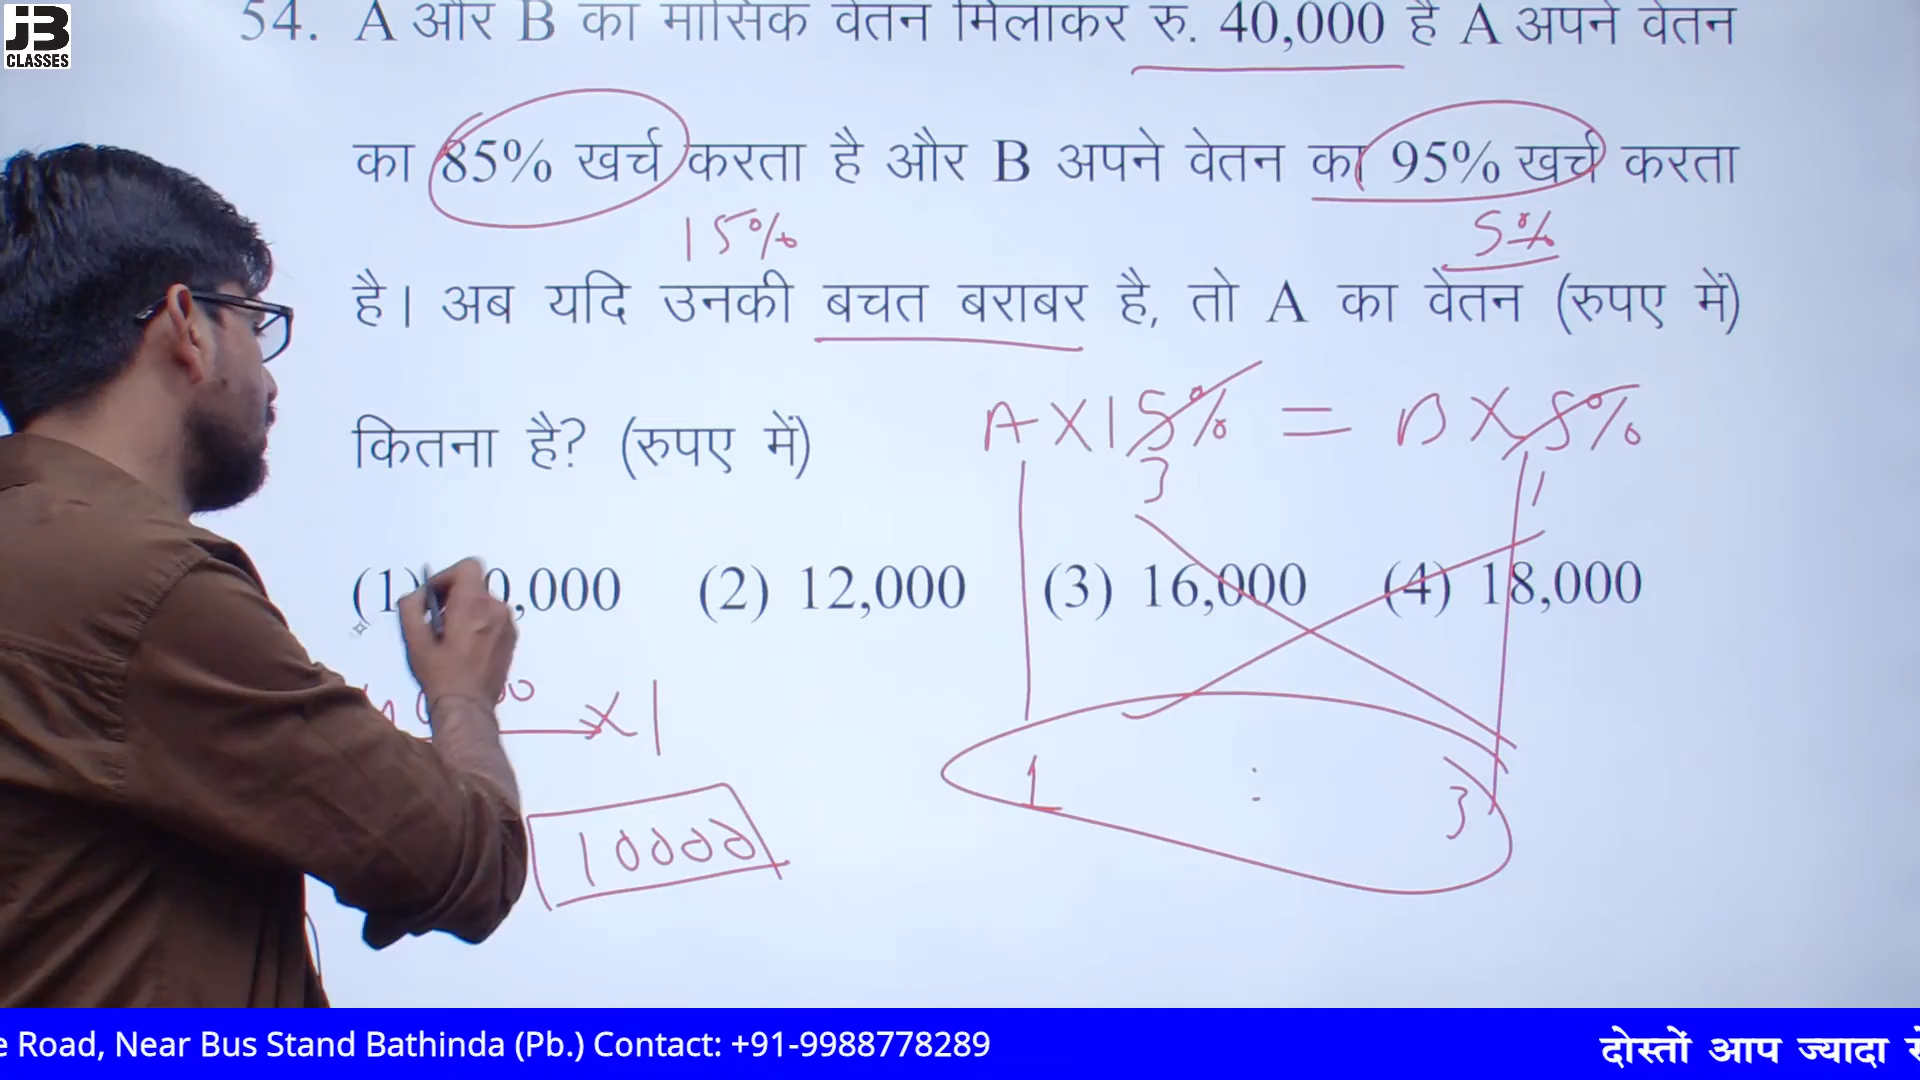 JB
CLASSES
54. A और B का मासिक वेतन मिलाकर रु. 40,000 है A अपने वेतन
का 85% खर्च करता है और B अपने वेतन का 95% खर्च करता
15% 5%
है। अब यदि उनकी बचत बराबर है, तो A का वेतन (रुपए में)
कितना है? (रुपए में)
A X 15% = B X 5%
3 1
(1) 0,000 (2) 12,000 (3) 16,000 (4) 18,000
X 1
1 : 3
10000
Road, Near Bus Stand Bathinda (Pb.) Contact: +91-9988778289
दोस्तों आप ज्यादा